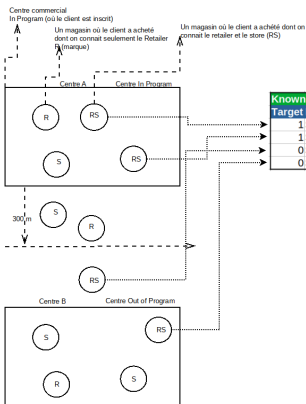 Centre commercial
In Program (où le client est inscrit)
Un magasin où le client a acheté
dont on connait seulement le Retailer
R (marque)
Un magasin où le client a acheté dont on
connait le retailer et le store (RS)
Centre A
Centre In Program
R
RS
S
RS
Known
Target
1
1
0
0
300 m
S
R
RS
Centre B
Centre Out of Program
S
RS
R
S